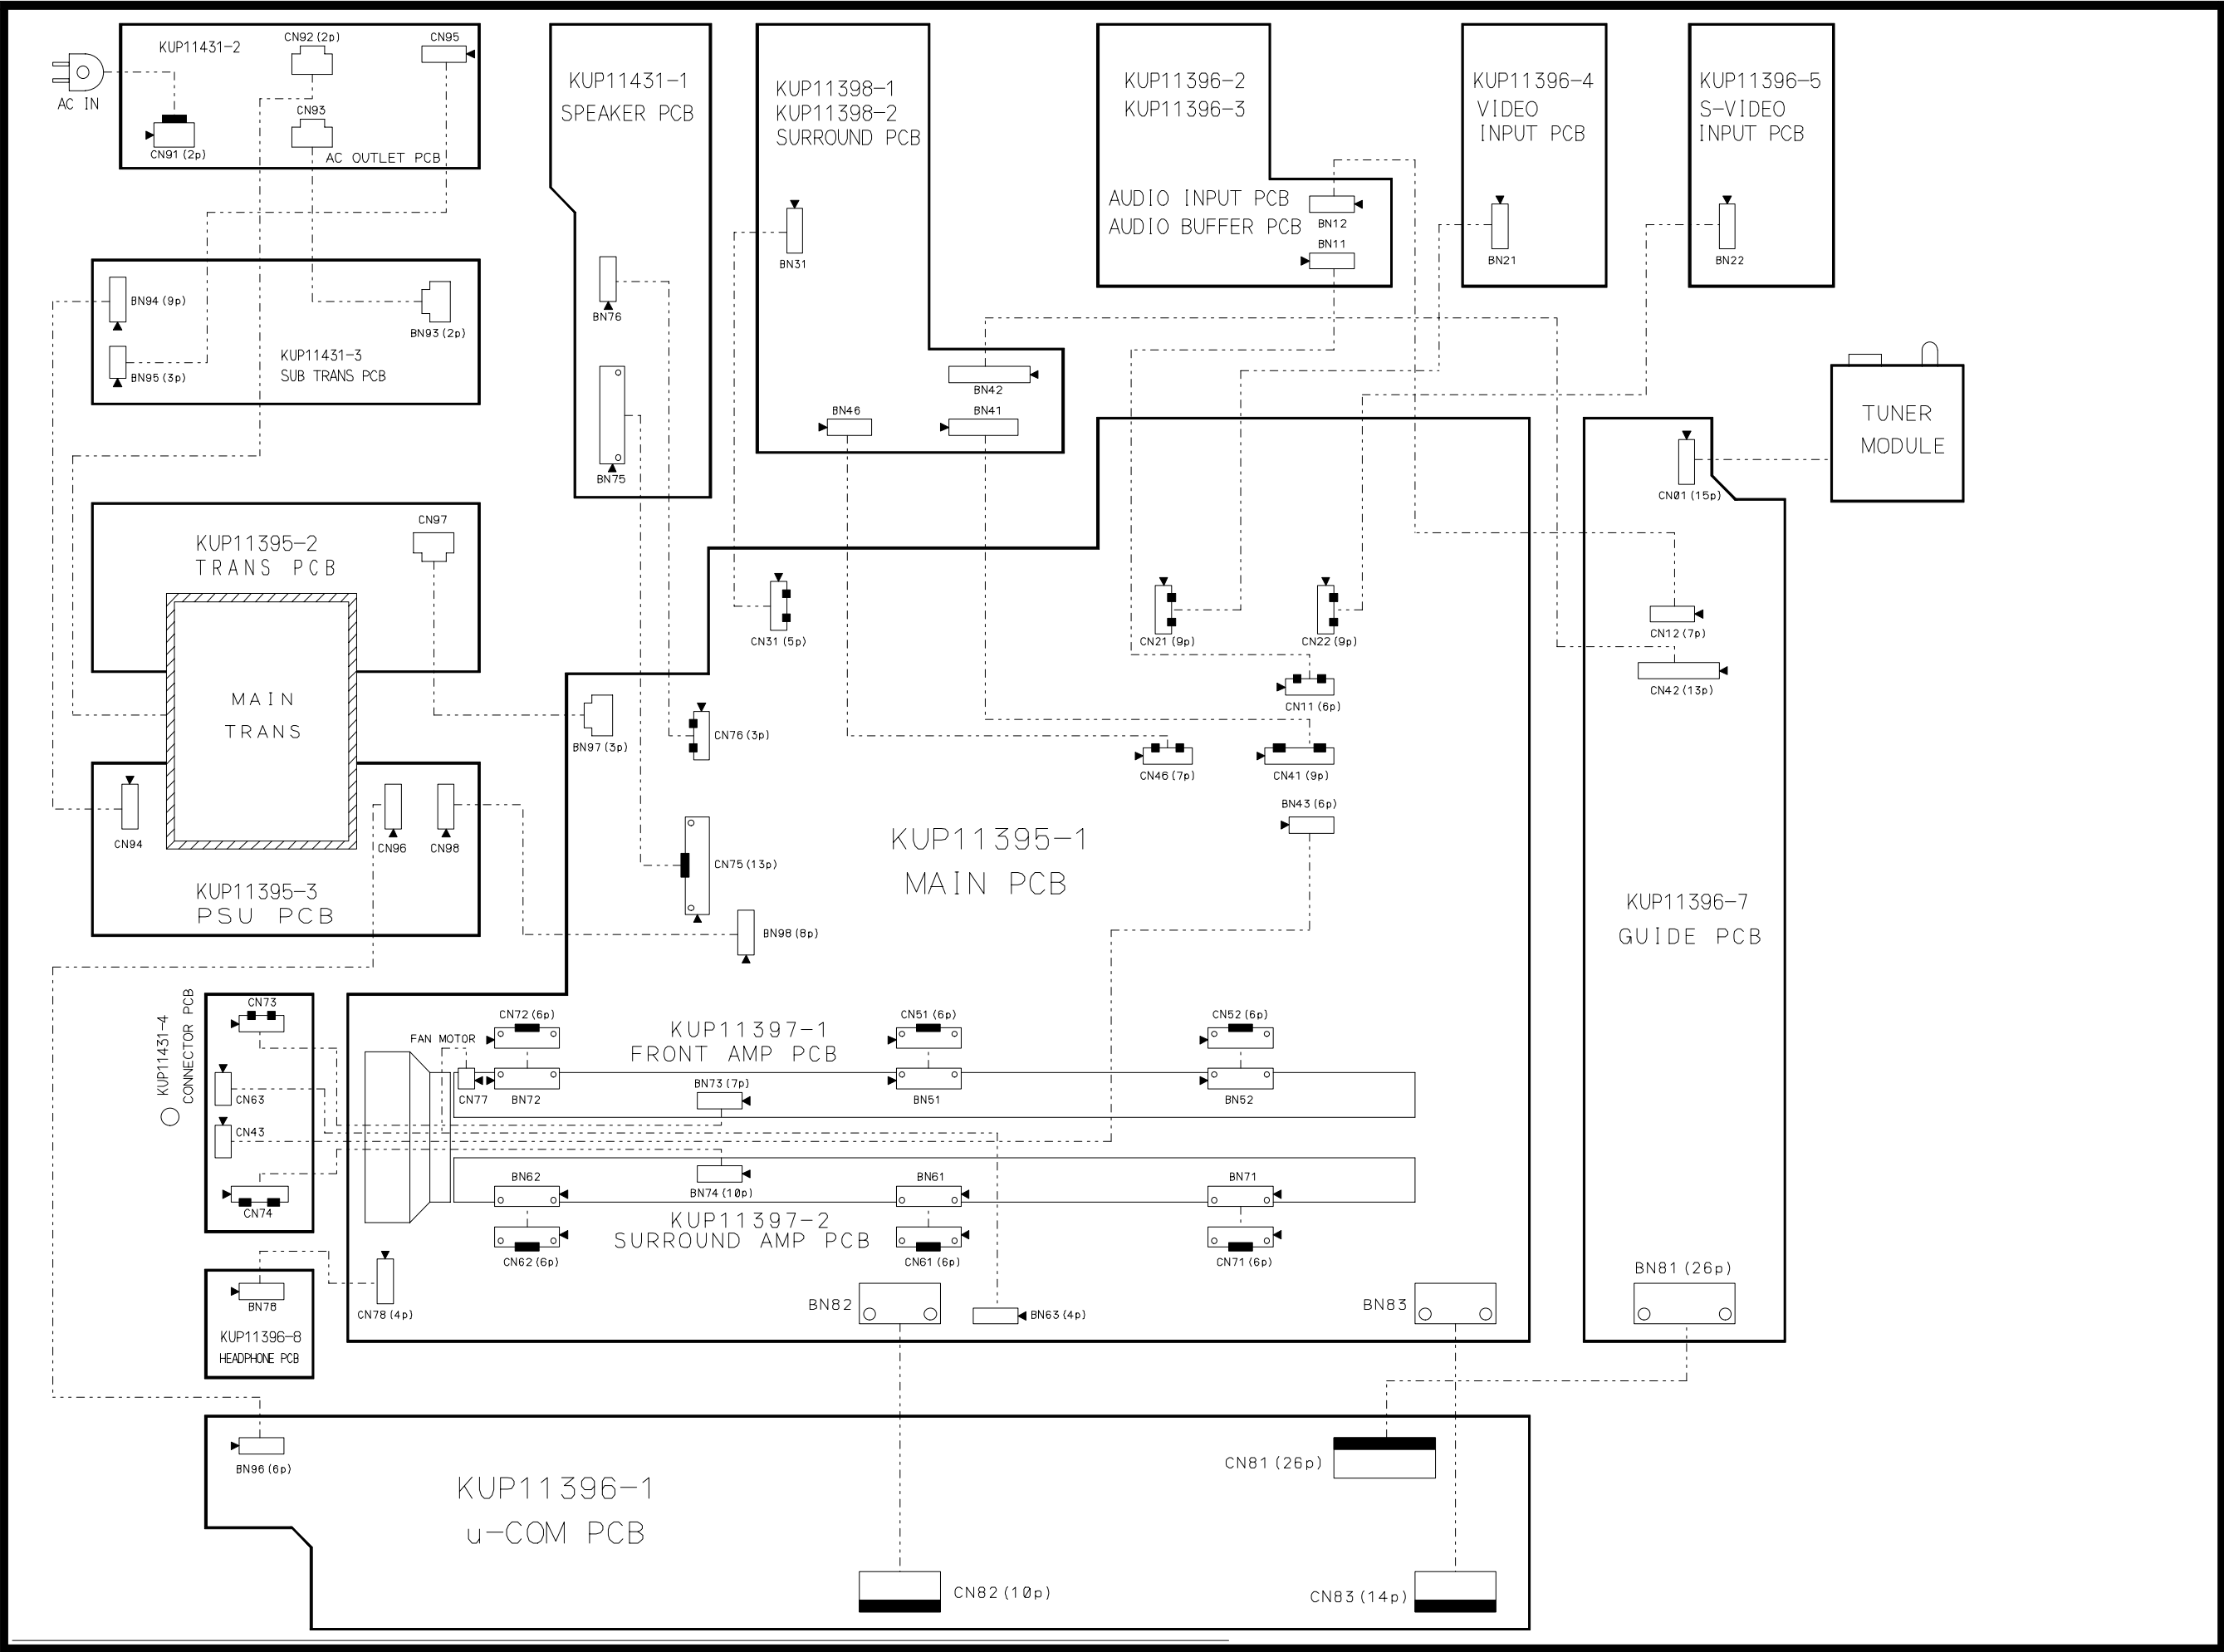 AC IN
KUP11431-2
CN92 (2p)
CN95
CN93
CN91 (2p)
AC OUTLET PCB
KUP11431-1
SPEAKER PCB
BN76
BN75
KUP11398-1
KUP11398-2
SURROUND PCB
BN31
BN42
BN46
BN41
KUP11396-2
KUP11396-3
AUDIO INPUT PCB
AUDIO BUFFER PCB
BN12
BN11
KUP11396-4
VIDEO
INPUT PCB
BN21
KUP11396-5
S-VIDEO
INPUT PCB
BN22
BN94 (9p)
BN93 (2p)
KUP11431-3
SUB TRANS PCB
BN95 (3p)
TUNER
MODULE
CN01 (15p)
CN12 (7p)
CN42 (13p)
KUP11396-7
GUIDE PCB
BN81 (26p)
KUP11395-2
TRANS PCB
CN97
MAIN
TRANS
CN94
CN96
CN98
KUP11395-3
PSU PCB
BN97 (3p)
CN76 (3p)
CN75 (13p)
BN98 (8p)
CN31 (5p)
CN21 (9p)
CN22 (9p)
CN11 (6p)
CN46 (7p)
CN41 (9p)
BN43 (6p)
KUP11395-1
MAIN PCB
KUP11431-4
CONNECTOR PCB
CN73
CN63
CN43
CN74
FAN MOTOR
CN72 (6p)
KUP11397-1
FRONT AMP PCB
CN51 (6p)
CN52 (6p)
CN77
BN72
BN73 (7p)
BN51
BN52
BN62
BN74 (10p)
BN61
BN71
KUP11397-2
SURROUND AMP PCB
CN62 (6p)
CN61 (6p)
CN71 (6p)
CN78 (4p)
BN82
BN63 (4p)
BN83
BN78
KUP11396-8
HEADPHONE PCB
BN96 (6p)
KUP11396-1
u-COM PCB
CN81 (26p)
CN82 (10p)
CN83 (14p)